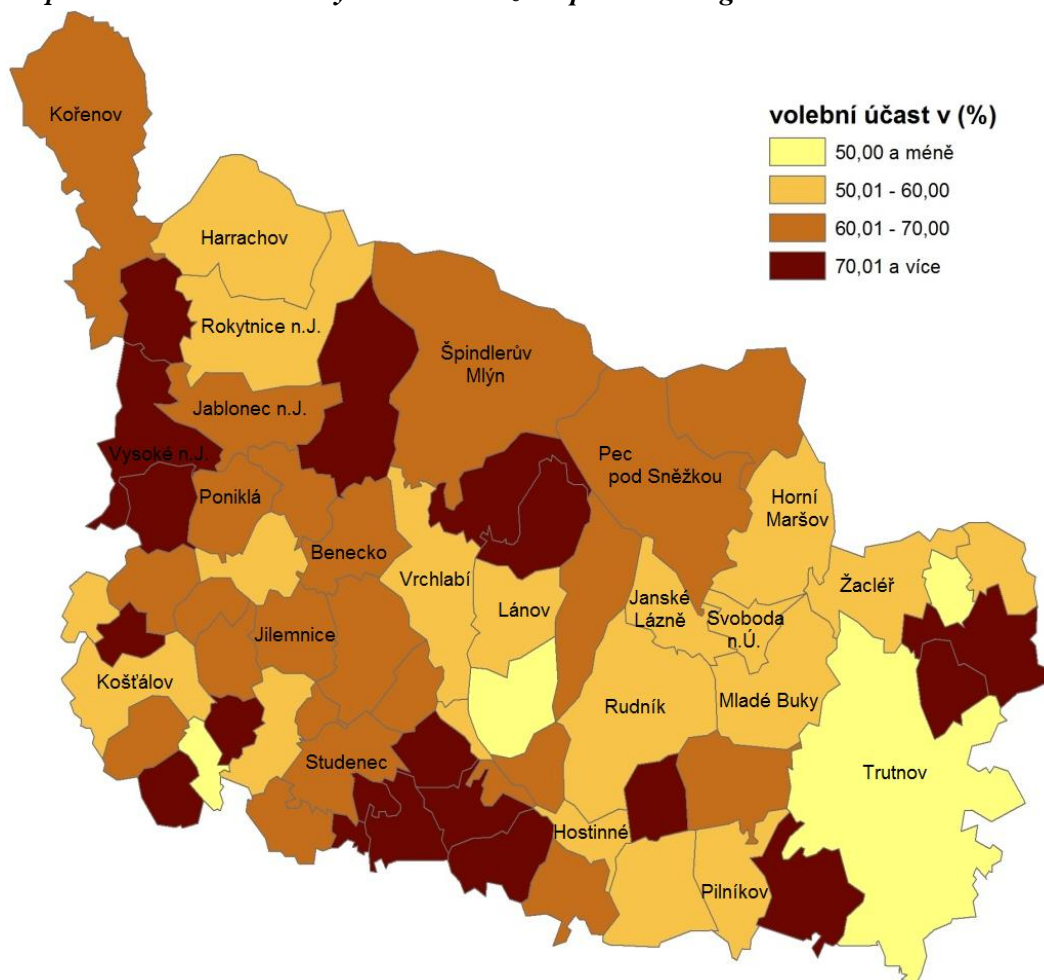 Kořenov
volební účast v (%)
50,00 a méně
50,01 - 60,00
60,01 - 70,00
70,01 a více
Harrachov
Rokytnice n.J.
Špindlerův
Mlýn
Jablonec n.J.
Vysoké n.J.
Pec
pod Sněžkou
Poniklá
Horní
Maršov
Benecko
Vrchlabí
Žacléř
Lánov
Janské
Lázně
Svoboda
n.Ú.
Jilemnice
Košťálov
Rudník
Mladé Buky
Studenec
Trutnov
Hostinné
Pilníkov